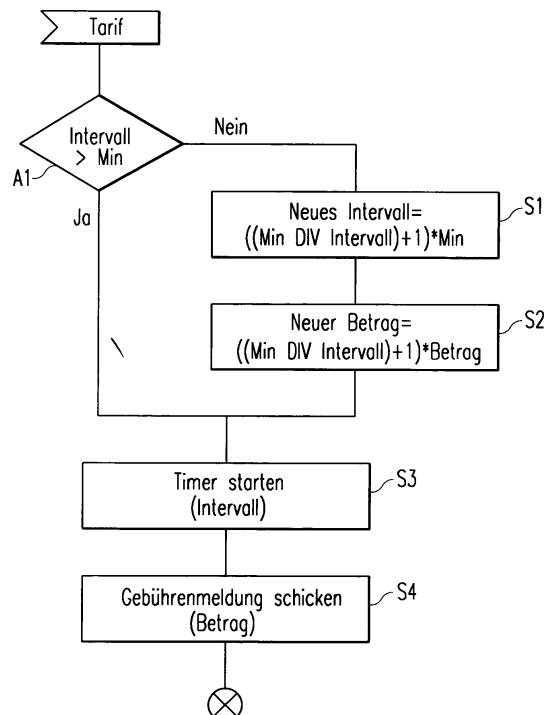 Tarif
Intervall
> Min
A1
Nein
Ja
Neues Intervall=
((Min DIV Intervall)+1)*Min
S1
Neuer Betrag=
((Min DIV Intervall)+1)*Betrag
S2
Timer starten
(Intervall)
S3
Gebührenmeldung schicken
(Betrag)
S4